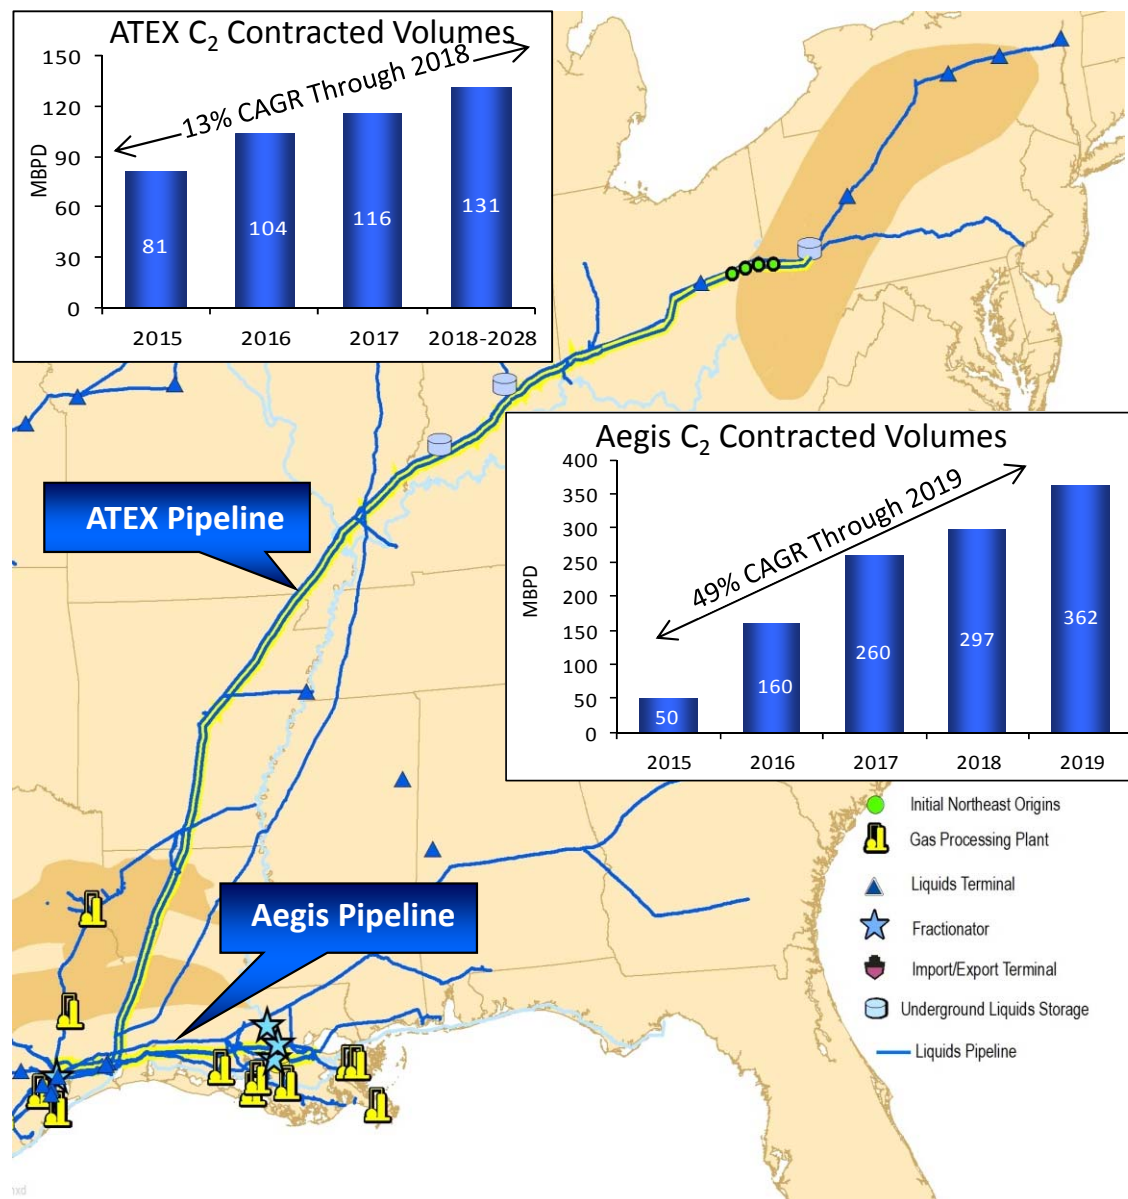 ATEX C₂ Contracted Volumes
150
120
90
60
30
0
MBPD
13% CAGR Through 2018
81
104
116
131
2015
2016
2017
2018-2028
Aegis C₂ Contracted Volumes
400
350
300
250
200
150
100
50
0
MBPD
49% CAGR Through 2019
50
160
260
297
362
2015
2016
2017
2018
2019
ATEX Pipeline
Aegis Pipeline
Initial Northeast Origins
Gas Processing Plant
Liquids Terminal
Fractionator
Import/Export Terminal
Underground Liquids Storage
Liquids Pipeline